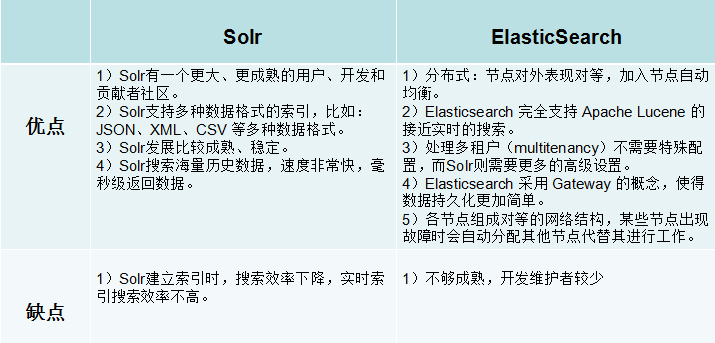 Solr
ElasticSearch
优点
1）Solr有一个更大、更成熟的用户、开发和
贡献者社区。
2）Solr支持多种数据格式的索引，比如：
JSON、XML、CSV 等多种数据格式。
3）Solr发展比较成熟、稳定。
4）Solr搜索海量历史数据，速度非常快，毫
秒级返回数据。
1）分布式：节点对外表现对等，加入节点自动
均衡。
2）Elasticsearch 完全支持 Apache Lucene 的
接近实时的搜索。
3）处理多租户（multitenancy）不需要特殊配
置，而Solr则需要更多的高级设置。
4）Elasticsearch 采用 Gateway 的概念，使得
数据持久化更加简单。
5）各节点组成对等的网络结构，某些节点出现
故障时会自动分配其他节点代替其进行工作。
缺点
1）Solr建立索引时，搜索效率下降，实时索
引搜索效率不高。
1）不够成熟，开发维护者较少